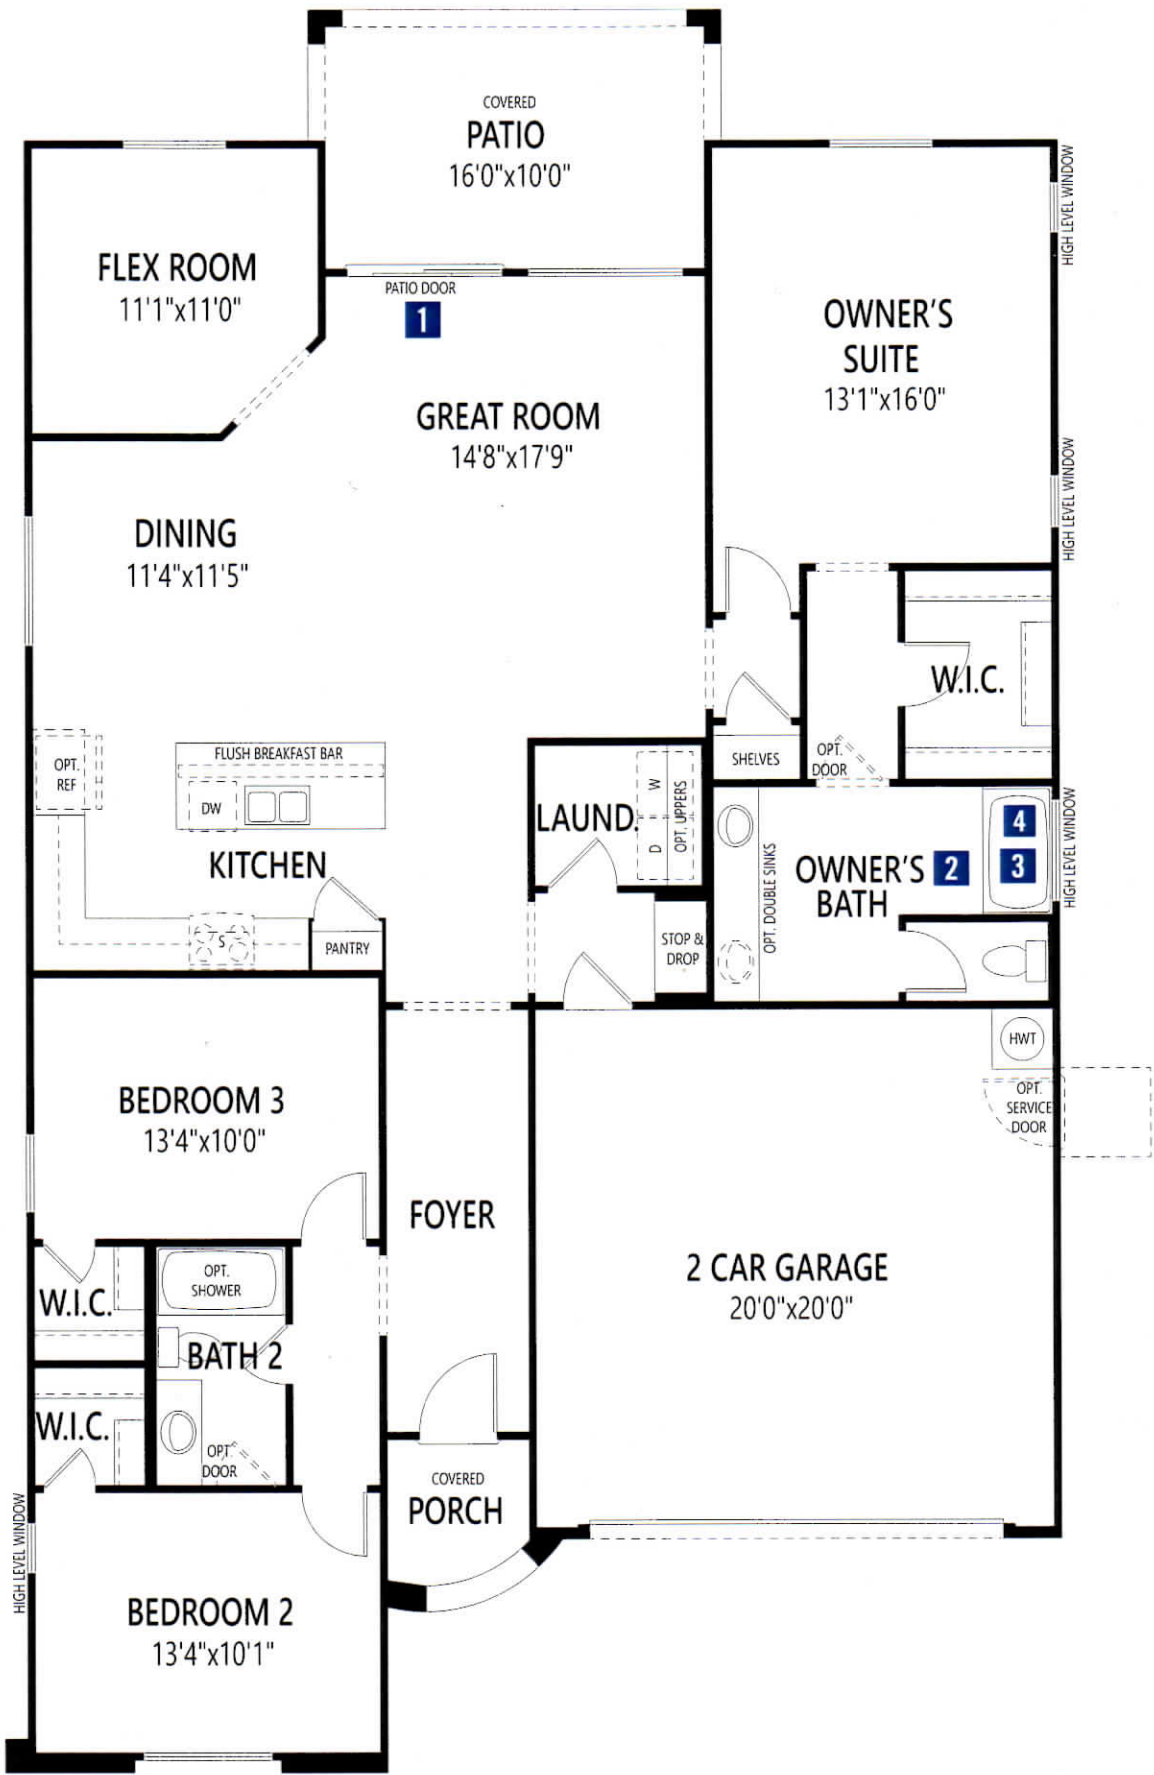 COVERED
PATIO
16'0"x10'0"
HIGH LEVEL WINDOW
FLEX ROOM
11'1"x11'0"
PATIO DOOR
1
OWNER'S
SUITE
13'1"x16'0"
GREAT ROOM
14'8"x17'9"
HIGH LEVEL WINDOW
DINING
11'4"x11'5"
W.I.C.
OPT.
REF
FLUSH BREAKFAST BAR
DW
KITCHEN
S
PANTRY
LAUND.
W
D
OPT. UPPERS
SHELVES
OPT.
DOOR
STOP &
DROP
OPT. DOUBLE SINKS
OWNER'S
BATH
2
4
3
HIGH LEVEL WINDOW
HWT
OPT.
SERVICE
DOOR
BEDROOM 3
13'4"x10'0"
FOYER
2 CAR GARAGE
20'0"x20'0"
W.I.C.
OPT.
SHOWER
BATH 2
W.I.C.
OPT.
DOOR
COVERED
PORCH
HIGH LEVEL WINDOW
BEDROOM 2
13'4"x10'1"